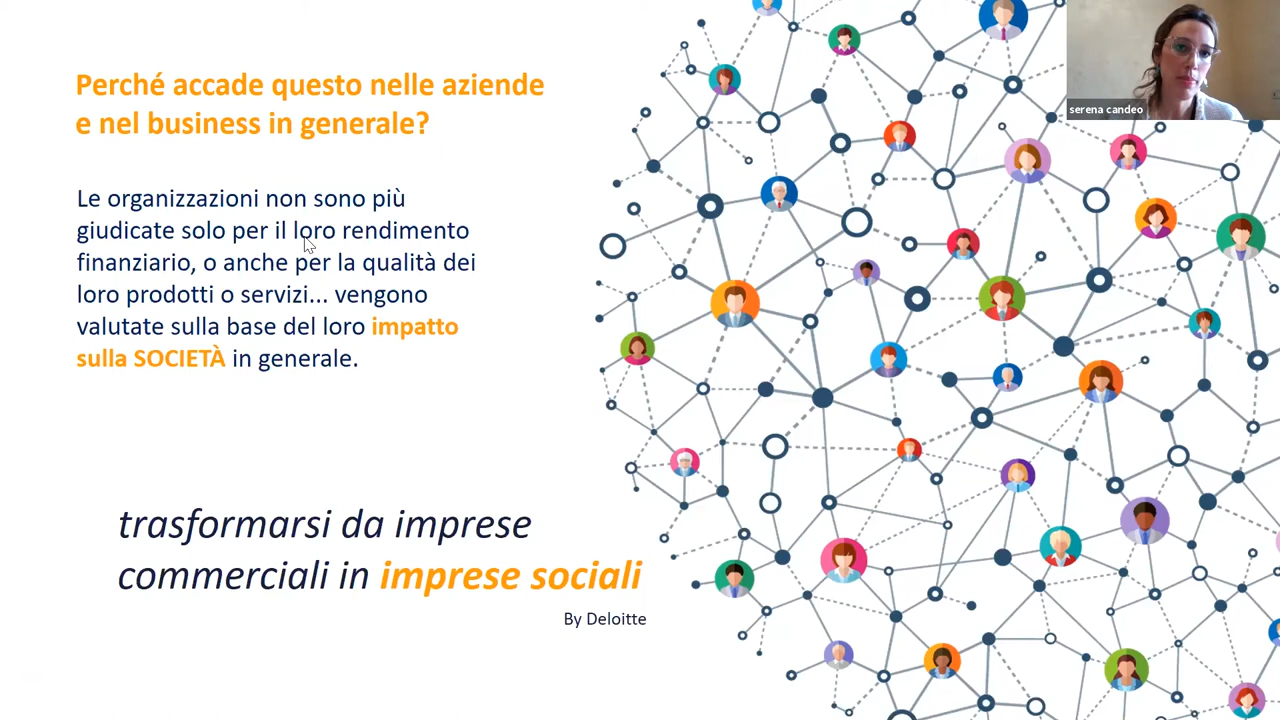 Perché accade questo nelle aziende
e nel business in generale?
Le organizzazioni non sono più
giudicate solo per il loro rendimento
finanziario, o anche per la qualità dei
loro prodotti o servizi... vengono
valutate sulla base del loro impatto
sulla SOCIETÀ in generale.
trasformarsi da imprese
commerciali in imprese sociali
By Deloitte
serena candeo